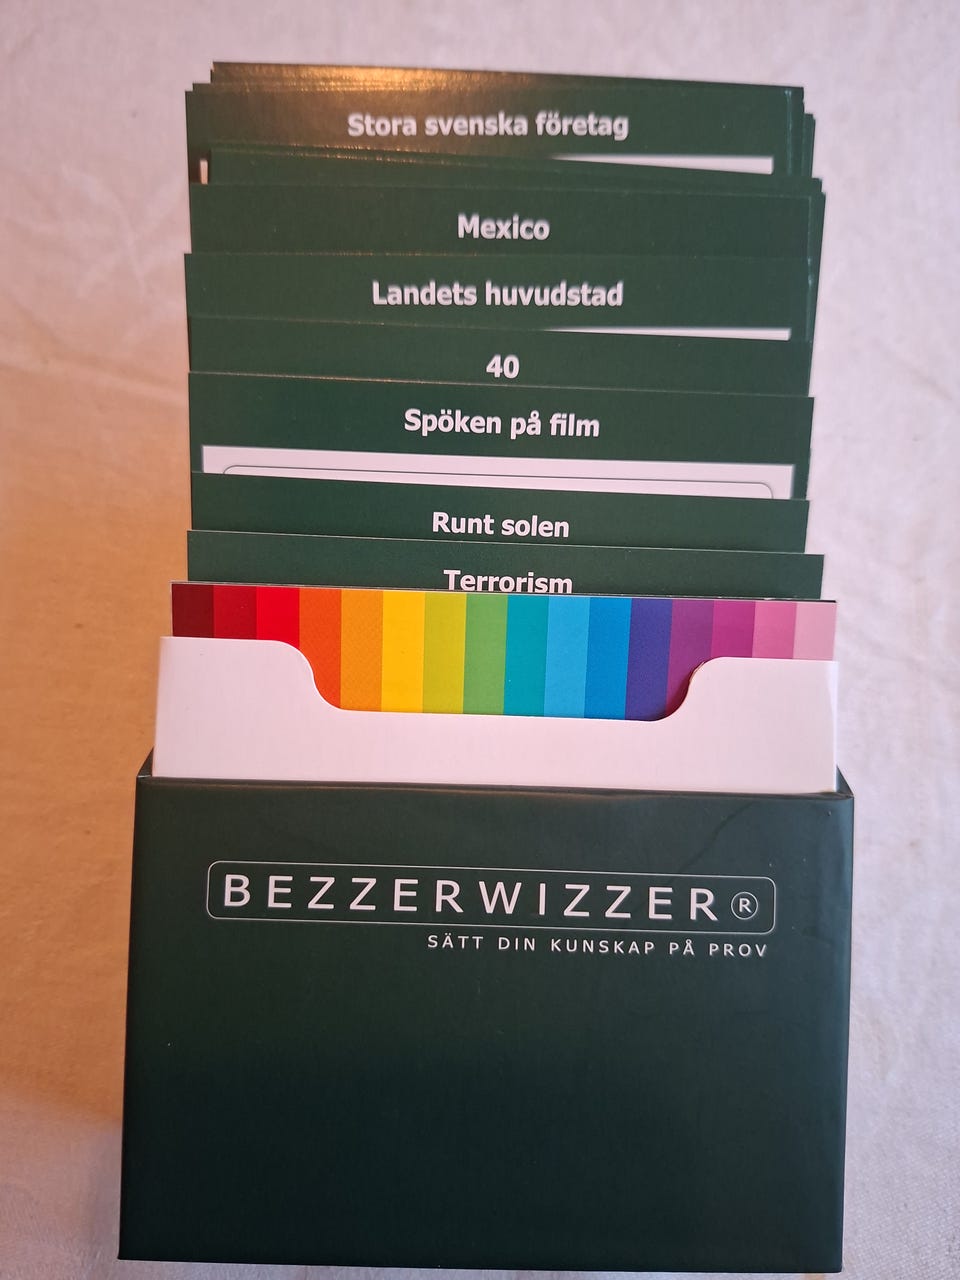 Stora svenska företag
Mexico
Landets huvudstad
40
Spöken på film
Runt solen
Terrorism
BEZZERWIZZER®
SÄTT DIN KUNSKAP PÅ PROV